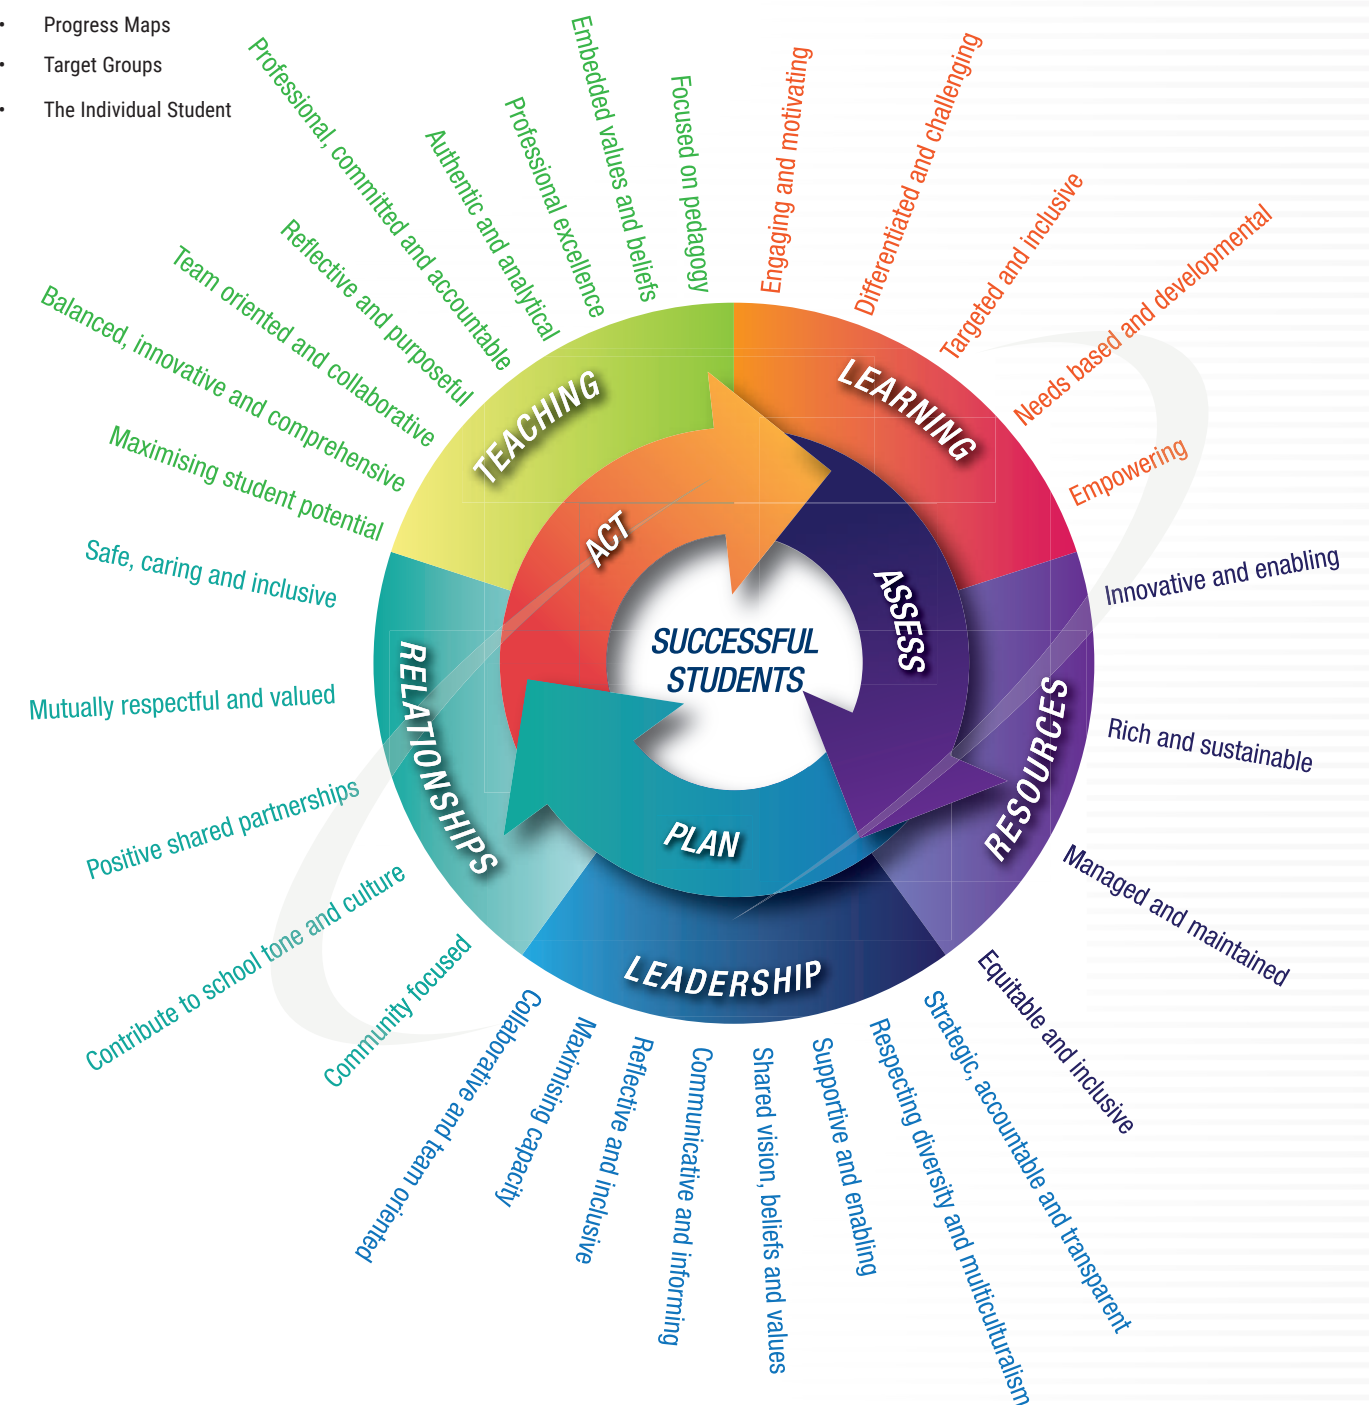 • Progress Maps
• Target Groups
• The Individual Student
Professional, committed and accountable
Authentic and analytical
Professional excellence
Embedded values and beliefs
Focused on pedagogy
Reflective and purposeful
Team oriented and collaborative
Balanced, innovative and comprehensive
Maximising student potential
Engaging and motivating
Differentiated and challenging
Targeted and inclusive
Needs based and developmental
Empowering
TEACHING
LEARNING
ACT
ASSESS
SUCCESSFUL
STUDENTS
PLAN
RELATIONSHIPS
RESOURCES
LEADERSHIP
Safe, caring and inclusive
Mutually respectful and valued
Positive shared partnerships
Contribute to school tone and culture
Community focused
Innovative and enabling
Rich and sustainable
Managed and maintained
Equitable and inclusive
Collaborative and team oriented
Maximising capacity
Reflective and inclusive
Communicative and informing
Shared vision, beliefs and values
Supportive and enabling
Respecting diversity and multiculturalism
Strategic, accountable and transparent